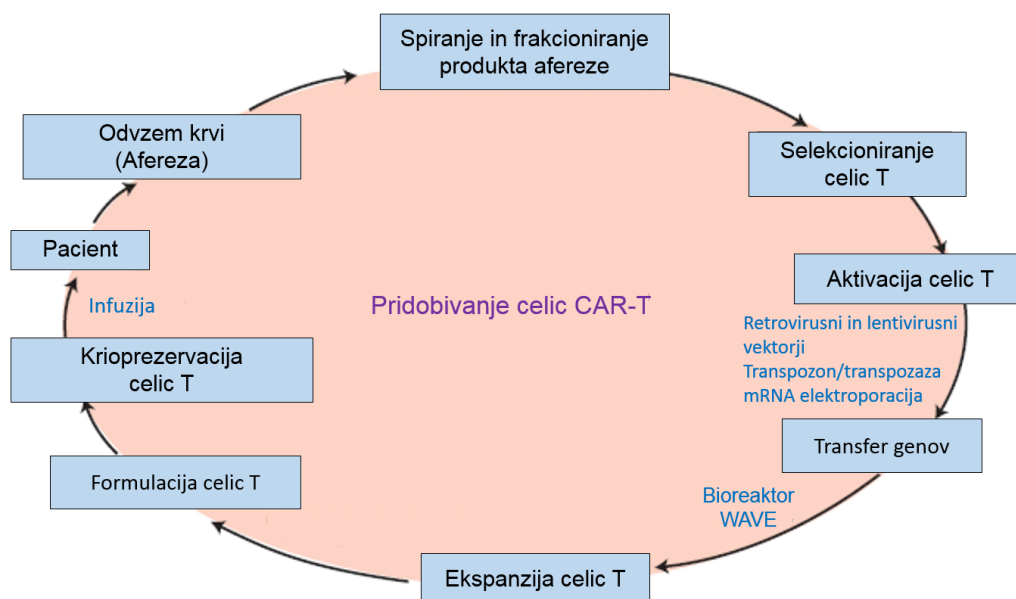 Spiranje in frakcioniranje
produkta afereze
Selekcioniranje
celic T
Aktivacija celic T
Retrovirusni in lentivirusni
vektorji
Transpozon/transpozaza
mRNA elektroporacija
Transfer genov
Bioreaktor
WAVE
Ekspanzija celic T
Formulacija celic T
Krioprezervacija
celic T
Infuzija
Pacient
Odvzem krvi
(Afereza)
Pridobivanje celic CAR-T